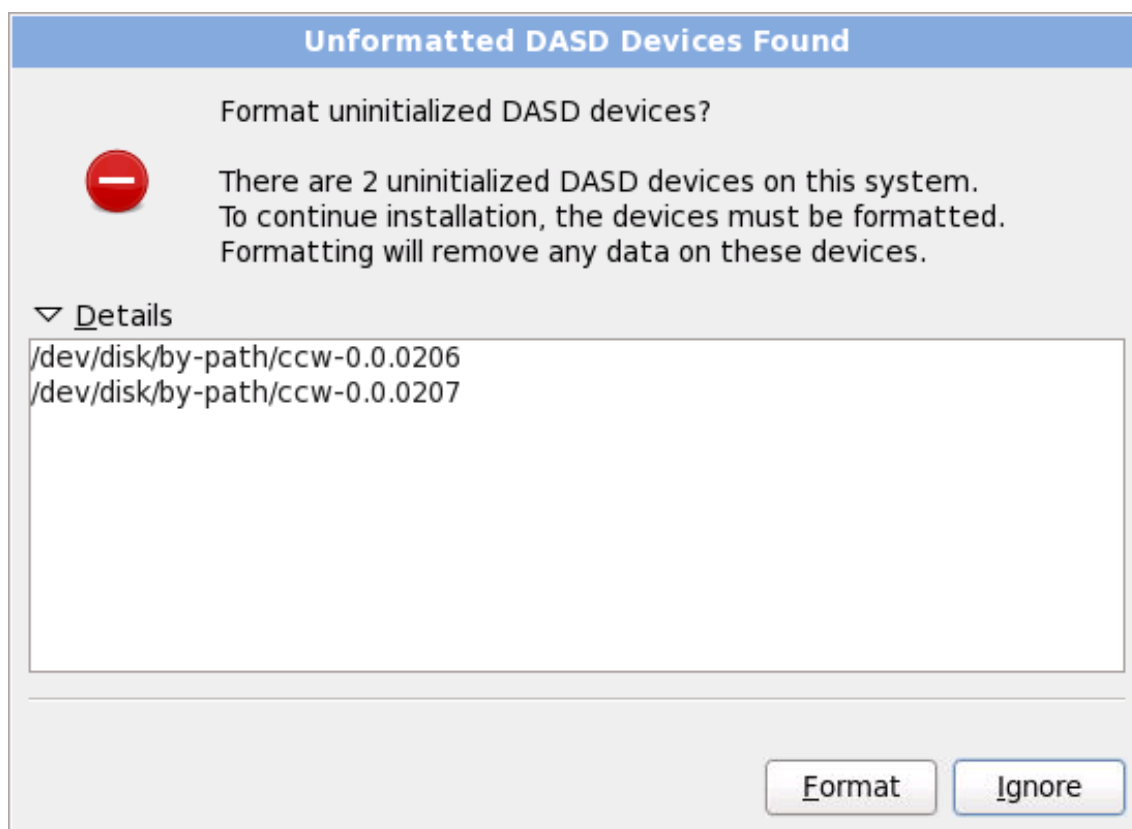 Unformatted DASD Devices Found
Format uninitialized DASD devices?
There are 2 uninitialized DASD devices on this system.
To continue installation, the devices must be formatted.
Formatting will remove any data on these devices.
Details
/dev/disk/by-path/ccw-0.0.0206
/dev/disk/by-path/ccw-0.0.0207
Format
Ignore